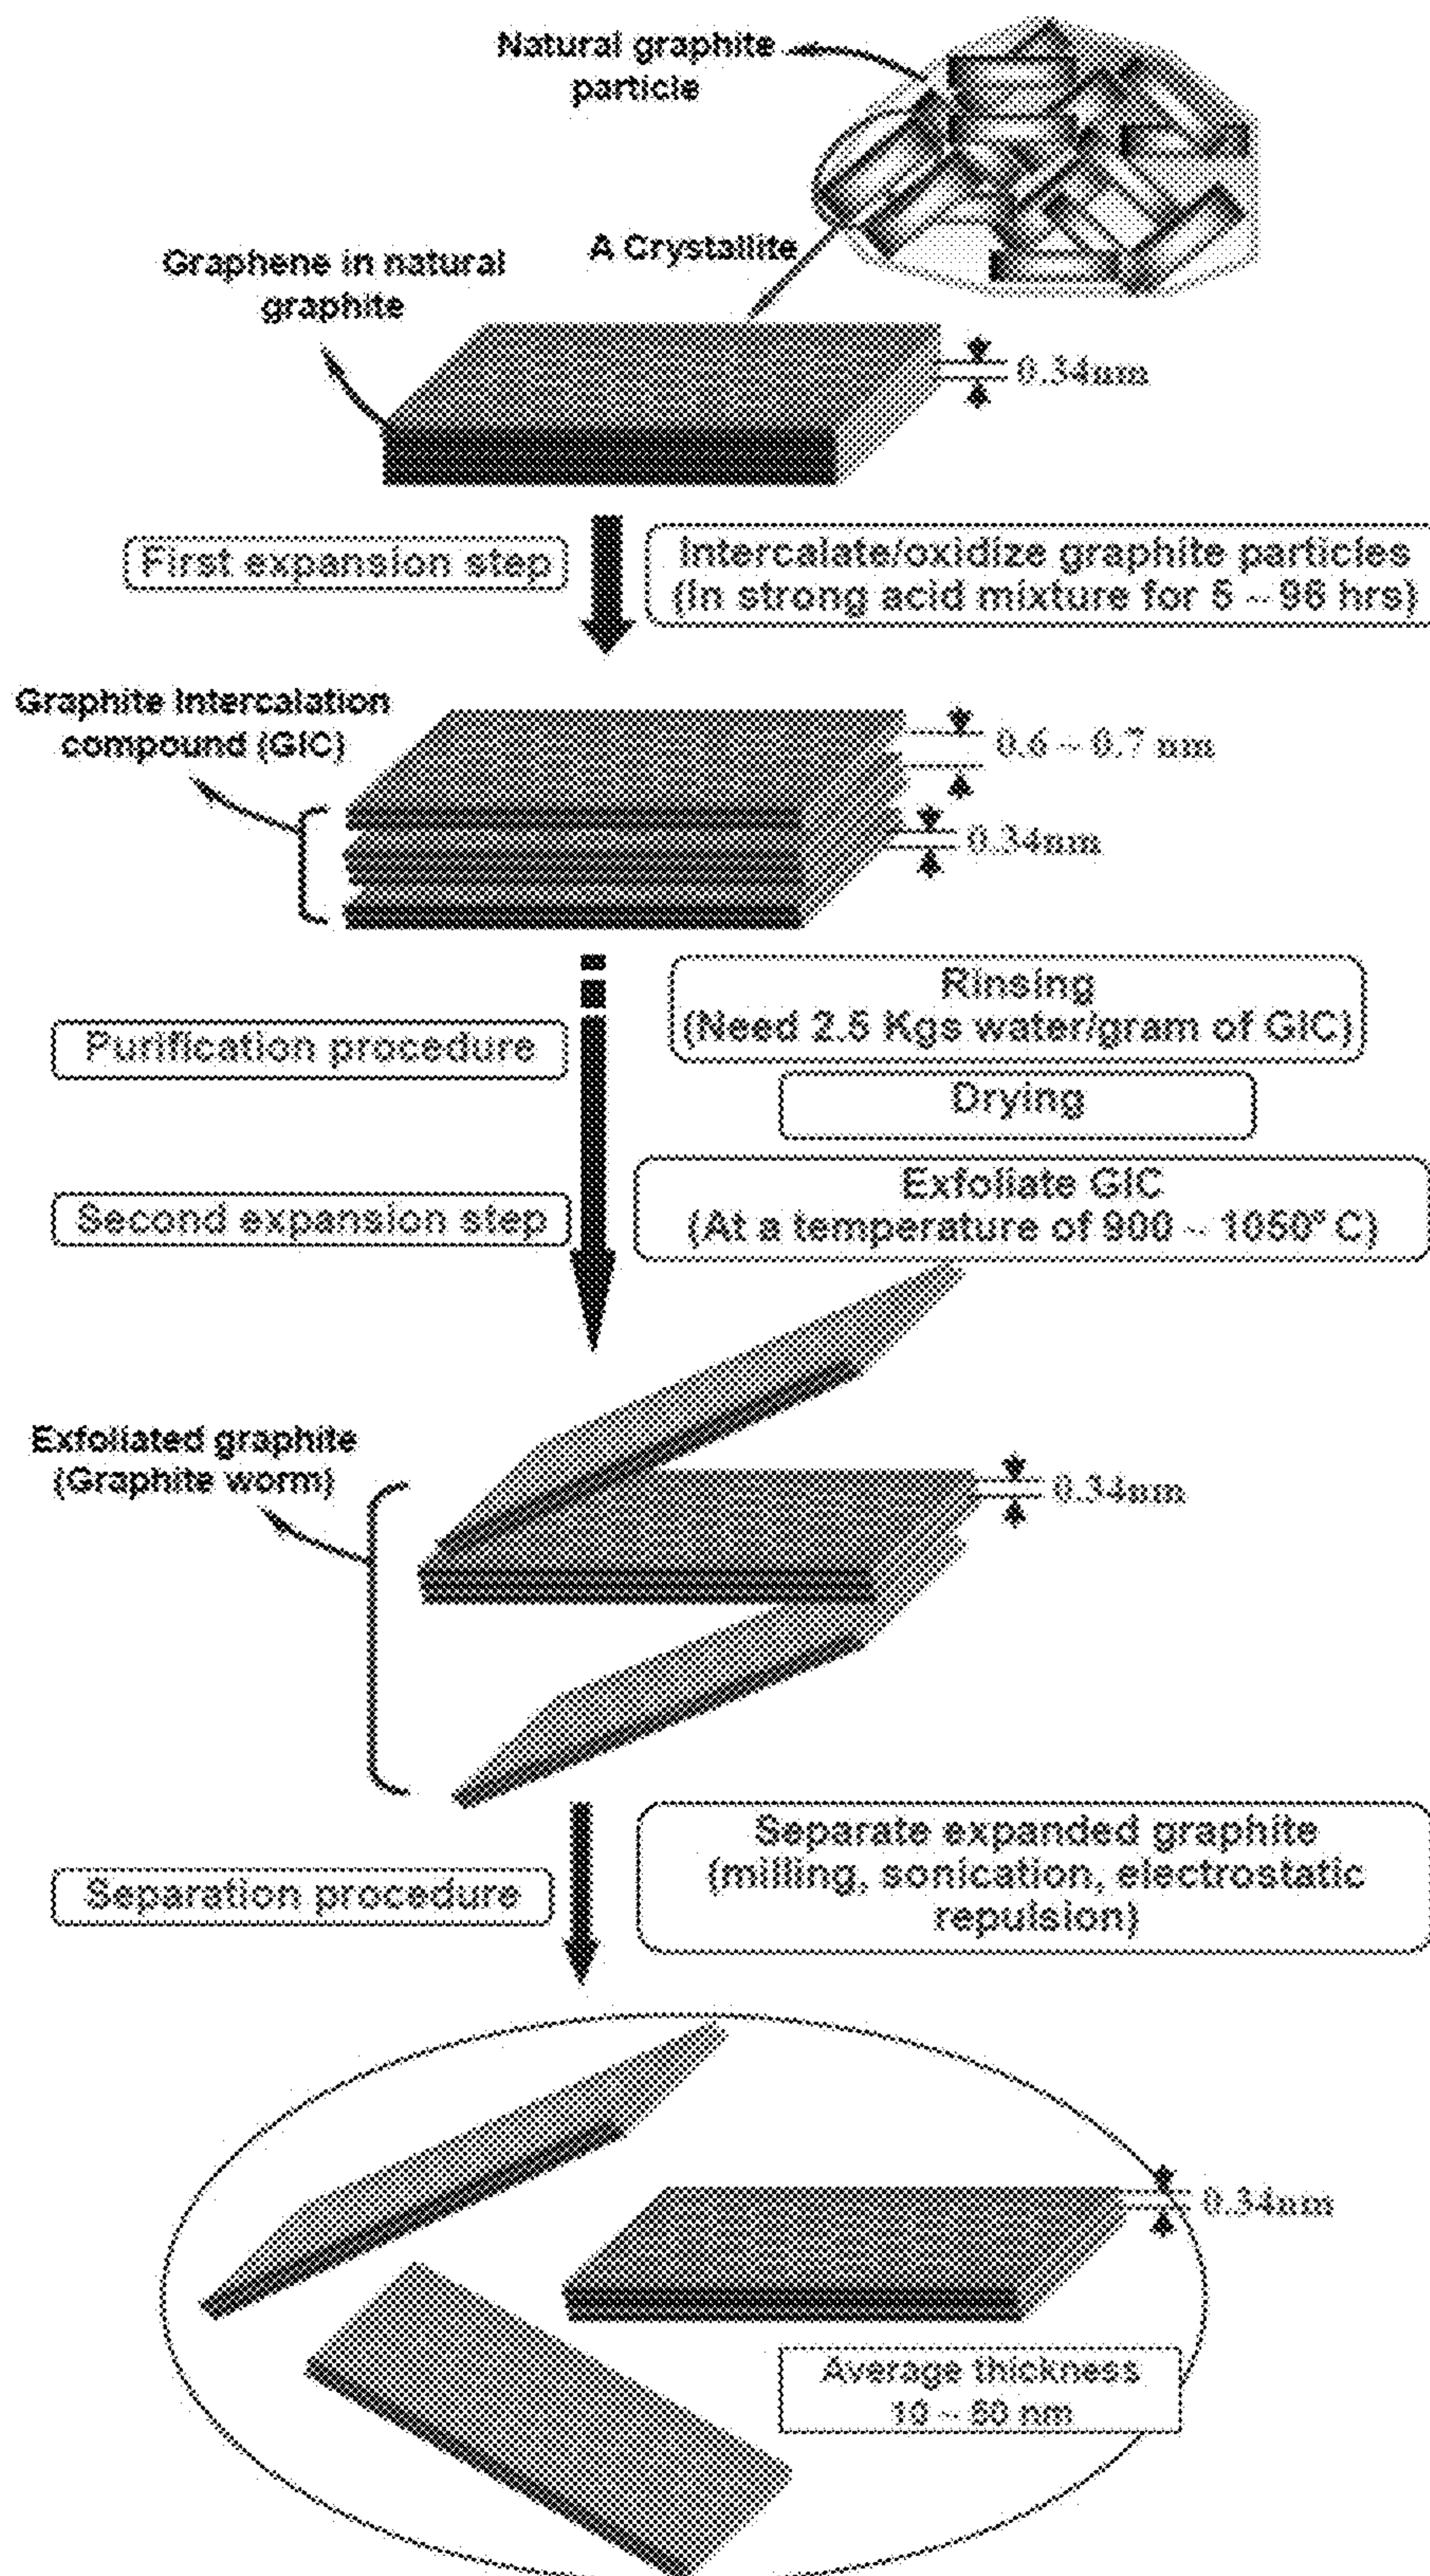 Natural graphite
particle
A Crystallite
Graphene in natural
graphite
0.34nm
First expansion step
Intercalate/oxidize graphite particles
(in strong acid mixture for 5 ~ 96 hrs)
Graphite Intercalation
compound (GIC)
0.6 ~ 0.7 nm
0.34nm
Purification procedure
Rinsing
(Need 2.5 Kgs water/gram of GIC)
Drying
Second expansion step
Exfoliate GIC
(At a temperature of 900 ~ 1050° C)
Exfoliated graphite
(Graphite worm)
0.34nm
Separation procedure
Separate expanded graphite
(milling, sonication, electrostatic
repulsion)
0.34nm
Average thickness
nm